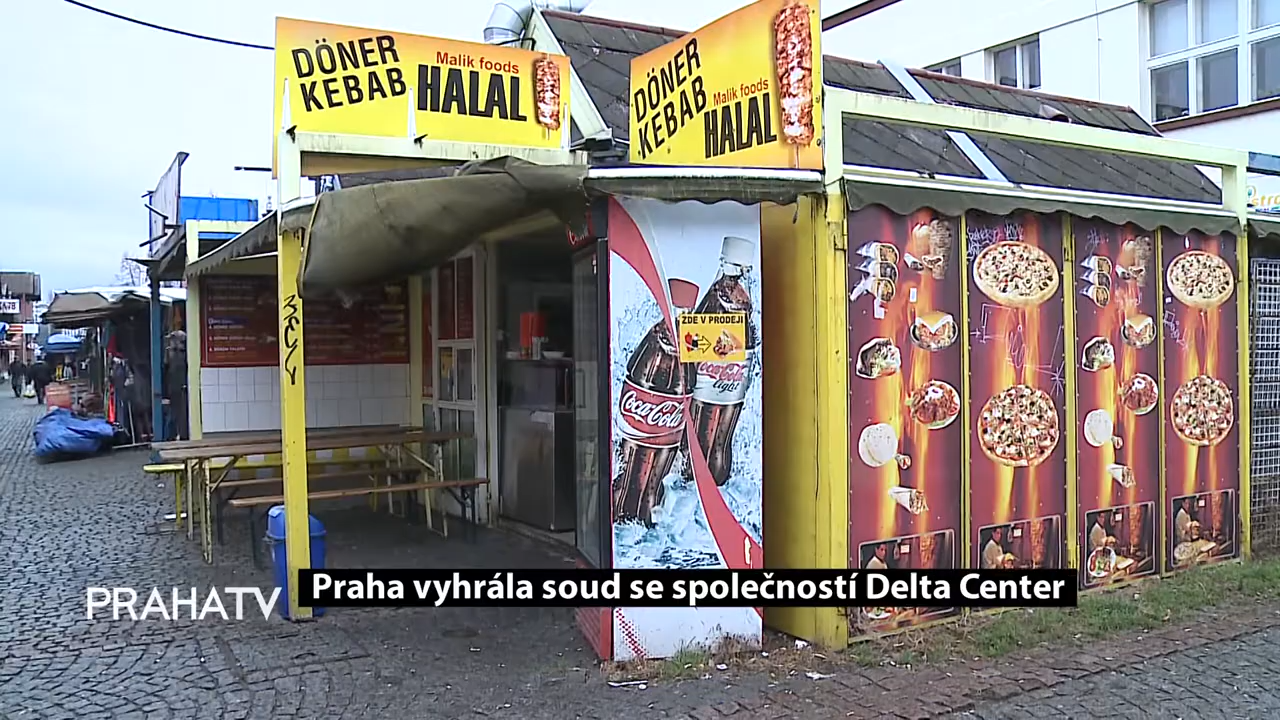 DÖNER
KEBAB
Malik foods
HALAL
DÖNER
KEBAB
Malik foods
HALAL
ZDE V PRODEJI
Coca-Cola
Coca-Cola
light
PRAHATV
Praha vyhrála soud se společností Delta Center